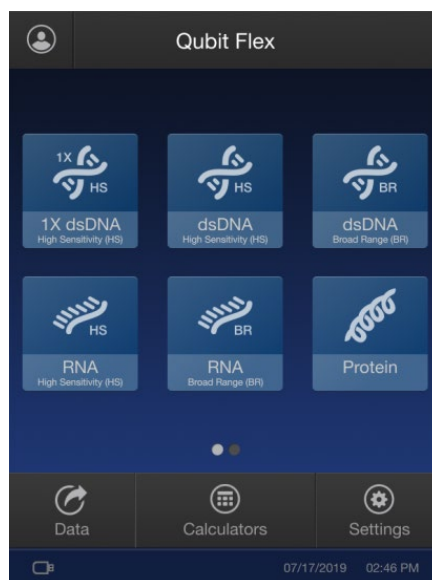 Qubit Flex
1X HS
HS
BR
1X dsDNA
High Sensitivity (HS)
dsDNA
High Sensitivity (HS)
dsDNA
Broad Range (BR)
HS
BR
RNA
High Sensitivity (HS)
RNA
Broad Range (BR)
Protein
Data
Calculators
Settings
07/17/2019 02:46 PM